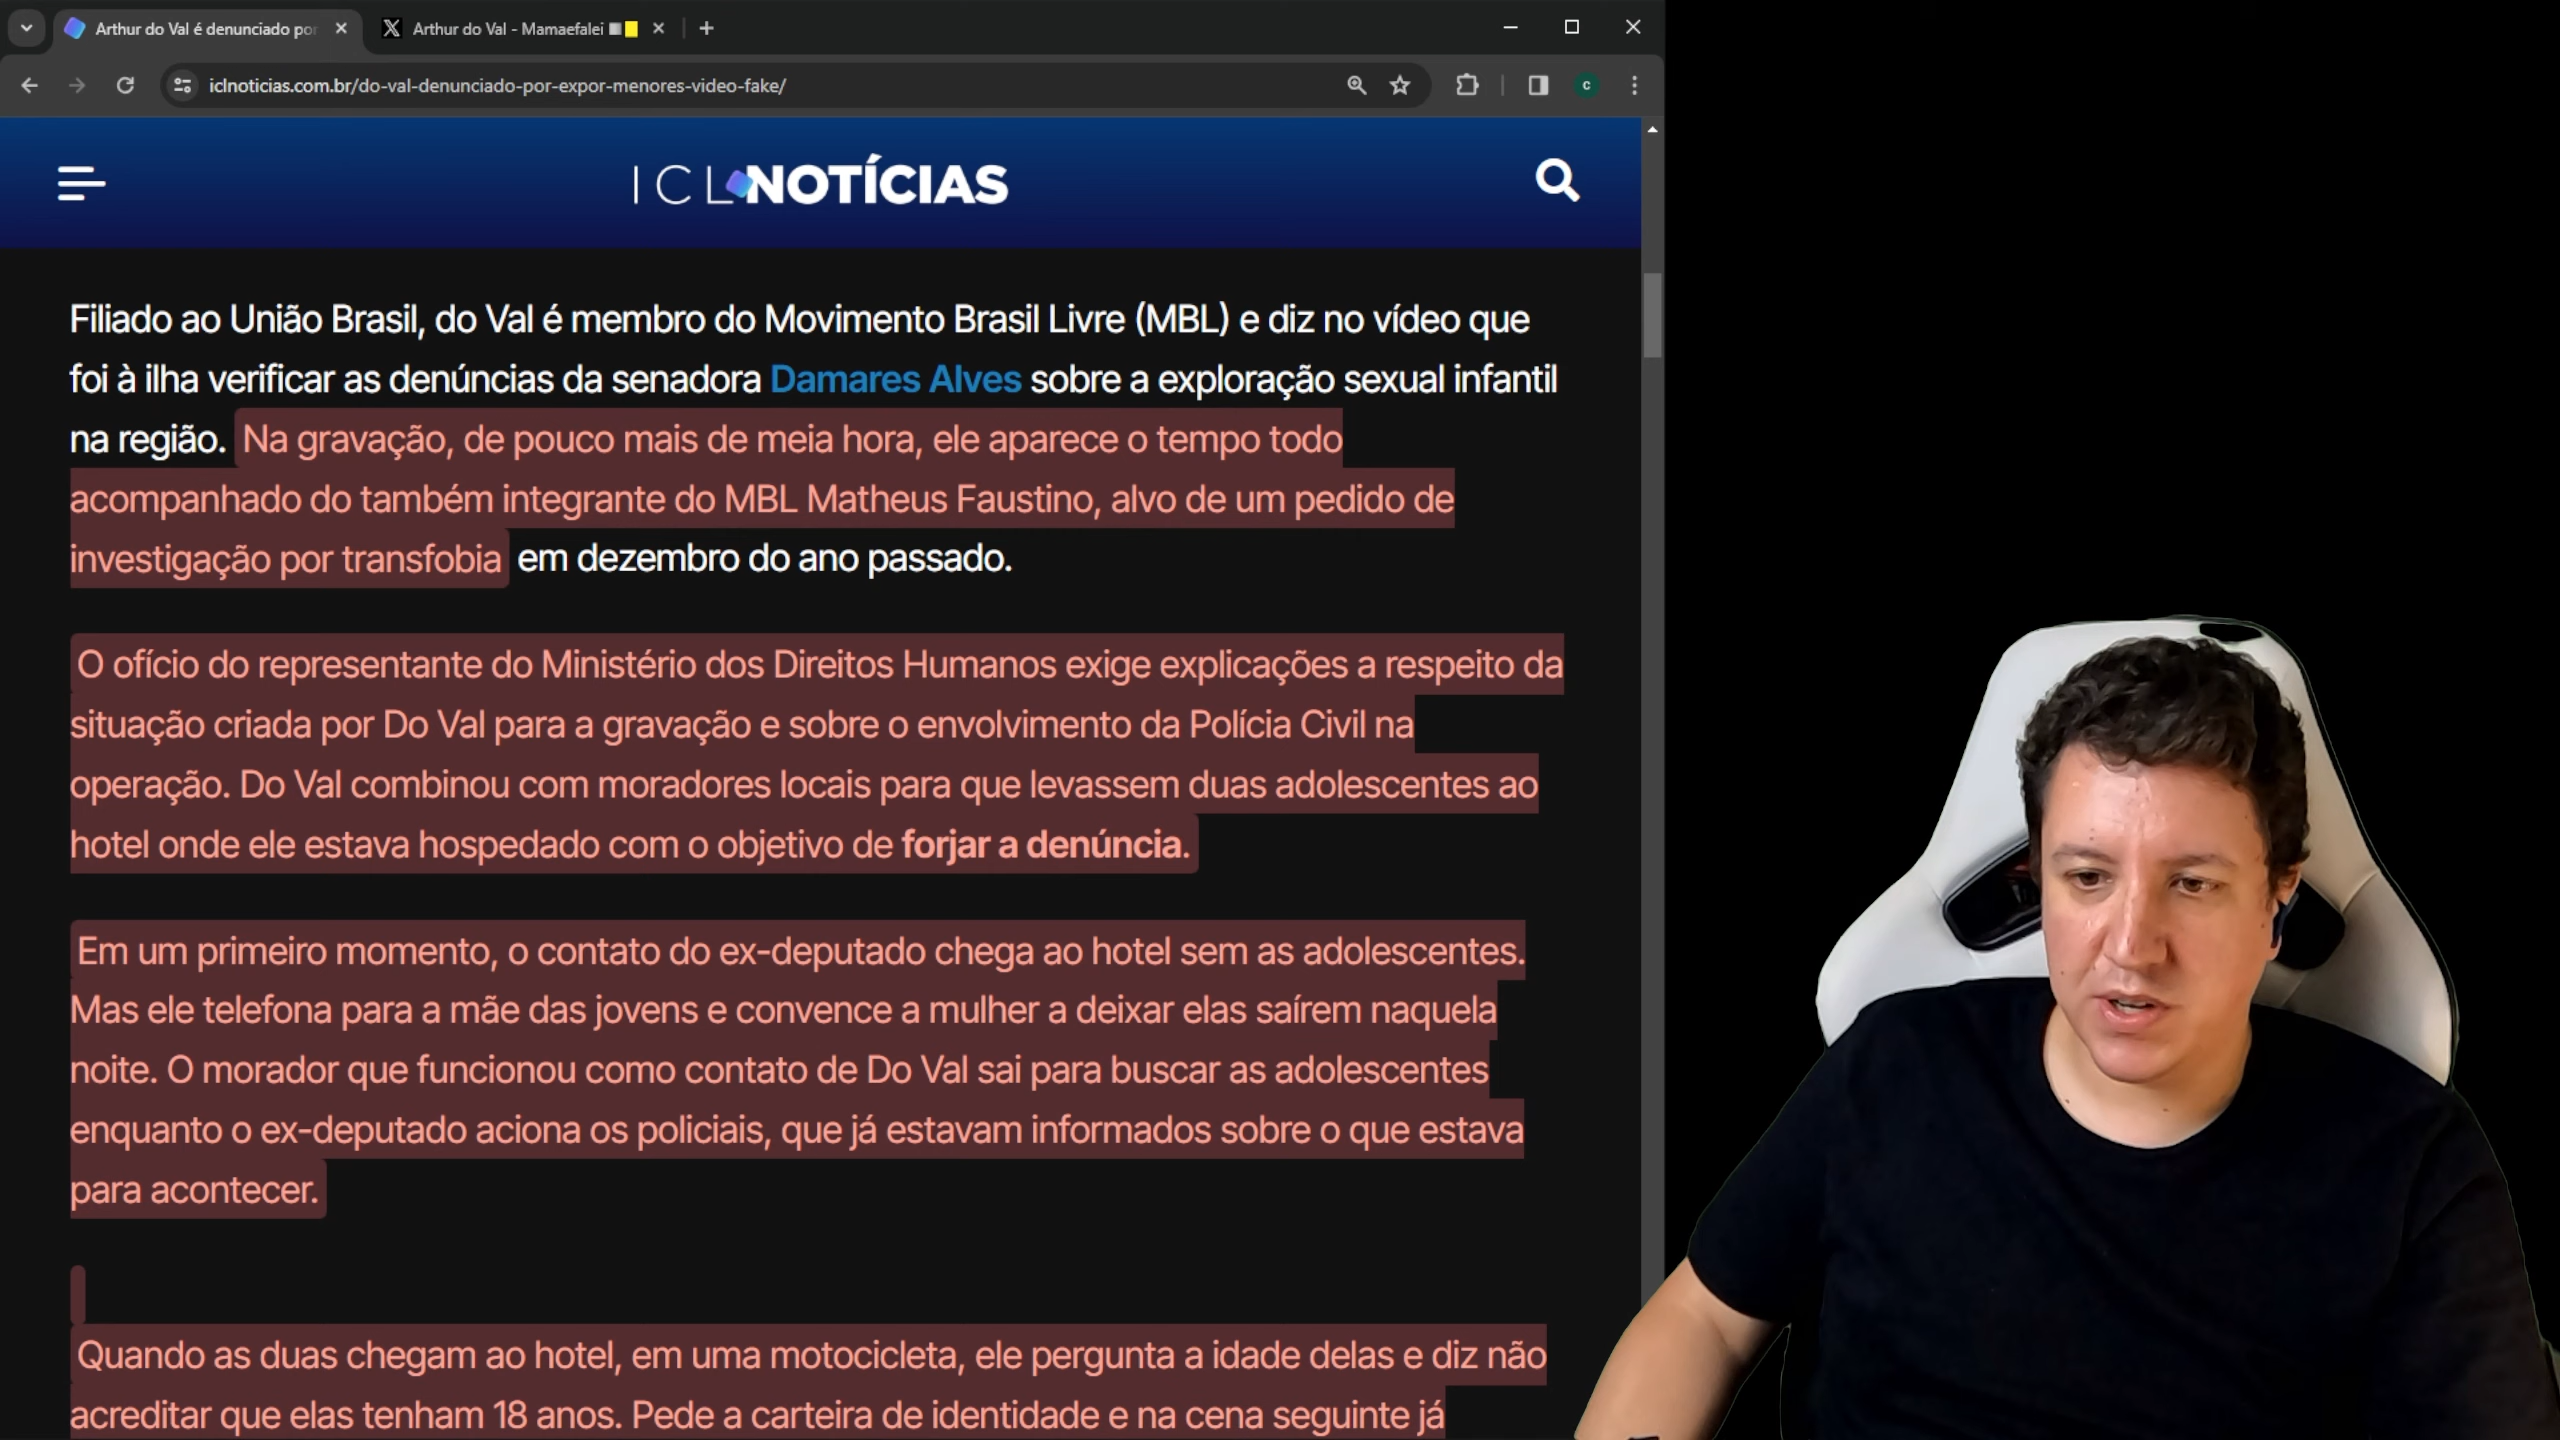 Arthur do Val é denunciado por
Arthur do Val - Mamaefalei
iclnoticias.com.br/do-val-denunciado-por-expor-menores-video-fake/
c
ICL NOTÍCIAS
Filiado ao União Brasil, do Val é membro do Movimento Brasil Livre (MBL) e diz no vídeo que
foi à ilha verificar as denúncias da senadora Damares Alves sobre a exploração sexual infantil
na região. Na gravação, de pouco mais de meia hora, ele aparece o tempo todo
acompanhado do também integrante do MBL Matheus Faustino, alvo de um pedido de
investigação por transfobia em dezembro do ano passado.
O ofício do representante do Ministério dos Direitos Humanos exige explicações a respeito da
situação criada por Do Val para a gravação e sobre o envolvimento da Polícia Civil na
operação. Do Val combinou com moradores locais para que levassem duas adolescentes ao
hotel onde ele estava hospedado com o objetivo de forjar a denúncia.
Em um primeiro momento, o contato do ex-deputado chega ao hotel sem as adolescentes.
Mas ele telefona para a mãe das jovens e convence a mulher a deixar elas saírem naquela
noite. O morador que funcionou como contato de Do Val sai para buscar as adolescentes
enquanto o ex-deputado aciona os policiais, que já estavam informados sobre o que estava
para acontecer.
Quando as duas chegam ao hotel, em uma motocicleta, ele pergunta a idade delas e diz não
acreditar que elas tenham 18 anos. Pede a carteira de identidade e na cena seguinte já